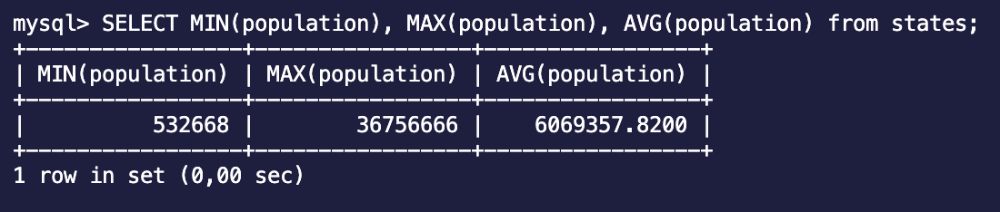 mysql> SELECT MIN(population), MAX(population), AVG(population) from states;
+-----------------+-----------------+-----------------+
| MIN(population) | MAX(population) | AVG(population) |
+-----------------+-----------------+-----------------+
|          532668 |        36756666 |    6069357.8200 |
+-----------------+-----------------+-----------------+
1 row in set (0,00 sec)